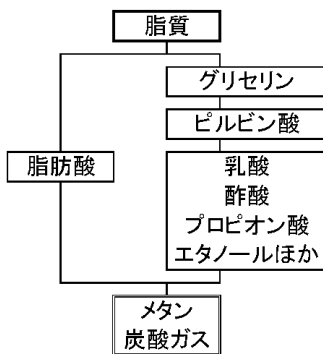 脂質
グリセリン
ピルビン酸
脂肪酸
乳酸
酢酸
プロピオン酸
エタノールほか
メタン
炭酸ガス